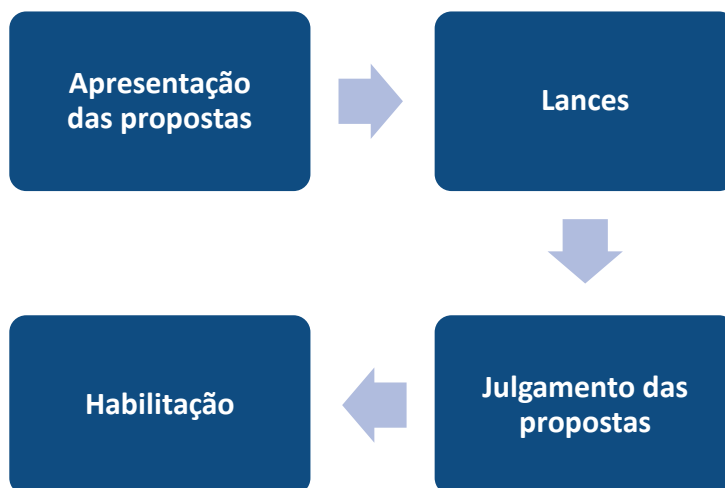 Apresentação
das propostas
Lances
Julgamento das
propostas
Habilitação